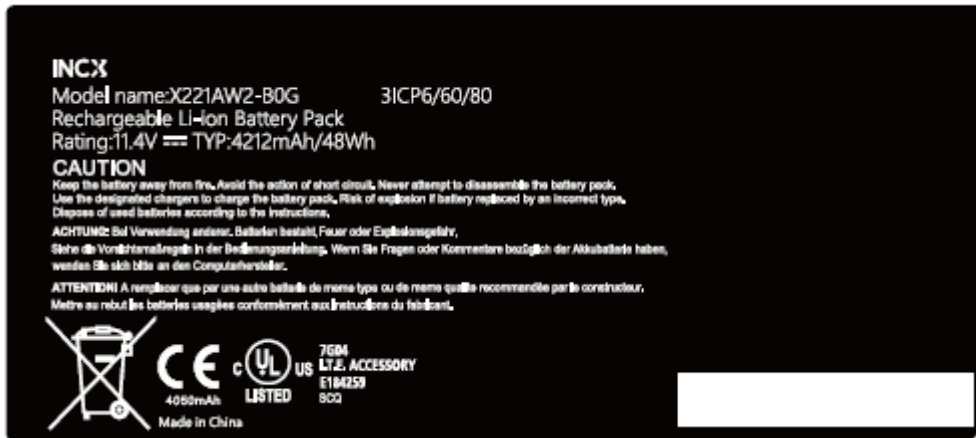 INCX
Model name:X221AW2-B0G 3ICP6/60/80
Rechargeable Li-ion Battery Pack
Rating:11.4V ⎓ TYP:4212mAh/48Wh
CAUTION
Keep the battery away from fire. Avoid the action of short circuit. Never attempt to disassemble the battery pack.
Use the designated chargers to charge the battery pack. Risk of explosion if battery replaced by an incorrect type.
Dispose of used batteries according to the instructions.
ACHTUNG: Bei Verwendung anderer. Batterien besteht, Feuer oder Explosionsgefahr,
Siehe die Vorsichtsmaßregeln in der Bedienungsanleitung. Wenn Sie Fragen oder Kommentare bezüglich der Akkubatterie haben,
wenden Sie sich bitte an den Computerhersteller.
ATTENTION! A remplacer que par une autre batterie de meme type ou de meme qualite recommandée par le constructeur.
Mettre au rebut les batteries usagées conformément aux instructions du fabricant.
CE
4050mAh
Made in China
C UL US
LISTED
7G04
I.T.E. ACCESSORY
E184259
SCQ